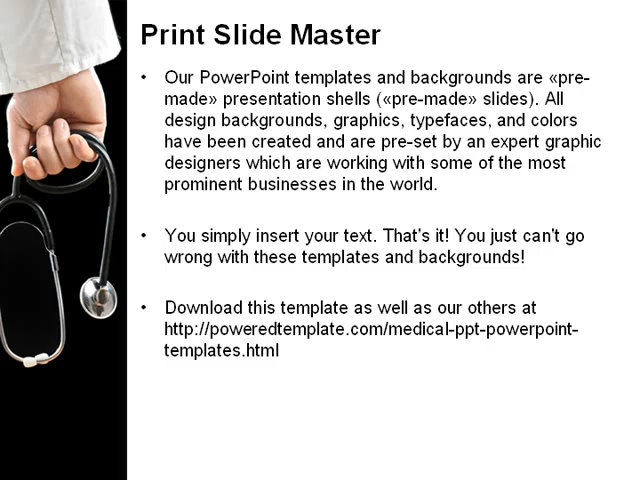 Print Slide Master
• Our PowerPoint templates and backgrounds are «pre-
made» presentation shells («pre-made» slides). All
design backgrounds, graphics, typefaces, and colors
have been created and are pre-set by an expert graphic
designers which are working with some of the most
prominent businesses in the world.
• You simply insert your text. That's it! You just can't go
wrong with these templates and backgrounds!
• Download this template as well as our others at
http://poweredtemplate.com/medical-ppt-powerpoint-
templates.html